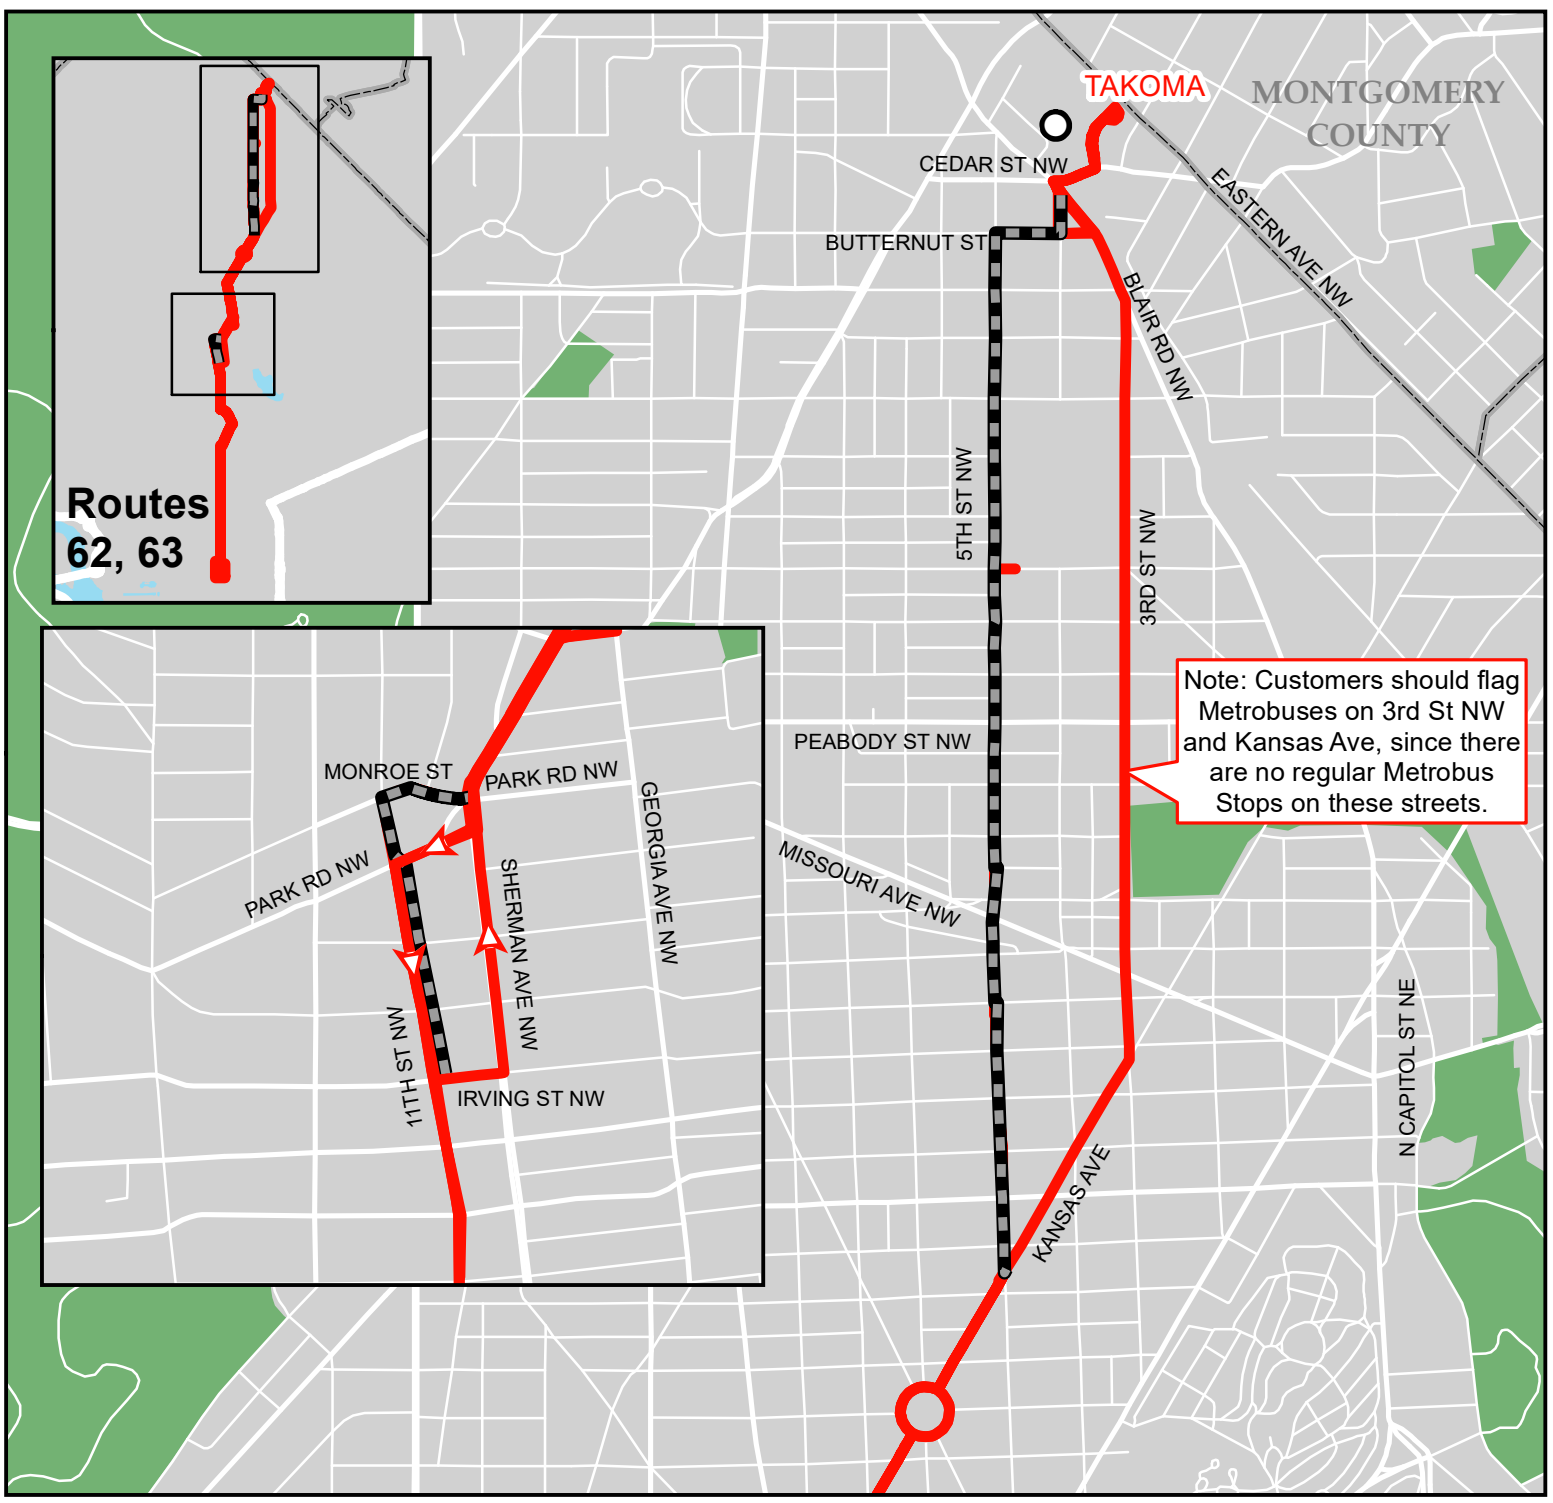 TAKOMA
MONTGOMERY
COUNTY
CEDAR ST NW
EASTERN AVE NW
BUTTERNUT ST
BLAIR RD NW
5TH ST NW
3RD ST NW
Routes
62, 63
Note: Customers should flag
Metrobuses on 3rd St NW
and Kansas Ave, since there
are no regular Metrobus
Stops on these streets.
PEABODY ST NW
MISSOURI AVE NW
N CAPITOL ST NE
KANSAS AVE
MONROE ST
PARK RD NW
GEORGIA AVE NW
PARK RD NW
SHERMAN AVE NW
11TH ST NW
IRVING ST NW